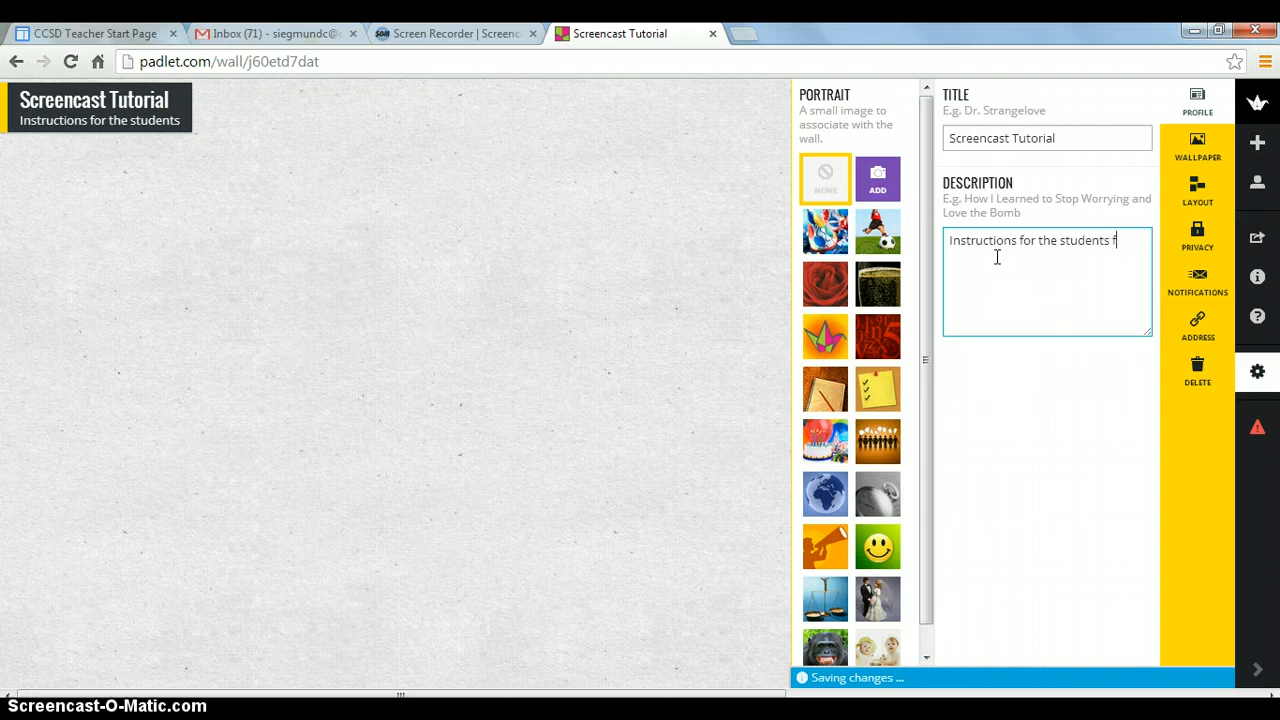 CCSD Teacher Start Page
Inbox (71) - siegmundc@
Screen Recorder | Screenca
Screencast Tutorial
padlet.com/wall/j60etd7dat
Screencast Tutorial
Instructions for the students
PORTRAIT
A small image to
associate with the
wall.
NONE
ADD
TITLE
E.g. Dr. Strangelove
Screencast Tutorial
DESCRIPTION
E.g. How I Learned to Stop Worrying and
Love the Bomb
Instructions for the students f
PROFILE
WALLPAPER
LAYOUT
PRIVACY
NOTIFICATIONS
ADDRESS
DELETE
Saving changes ...
Screencast-O-Matic.com